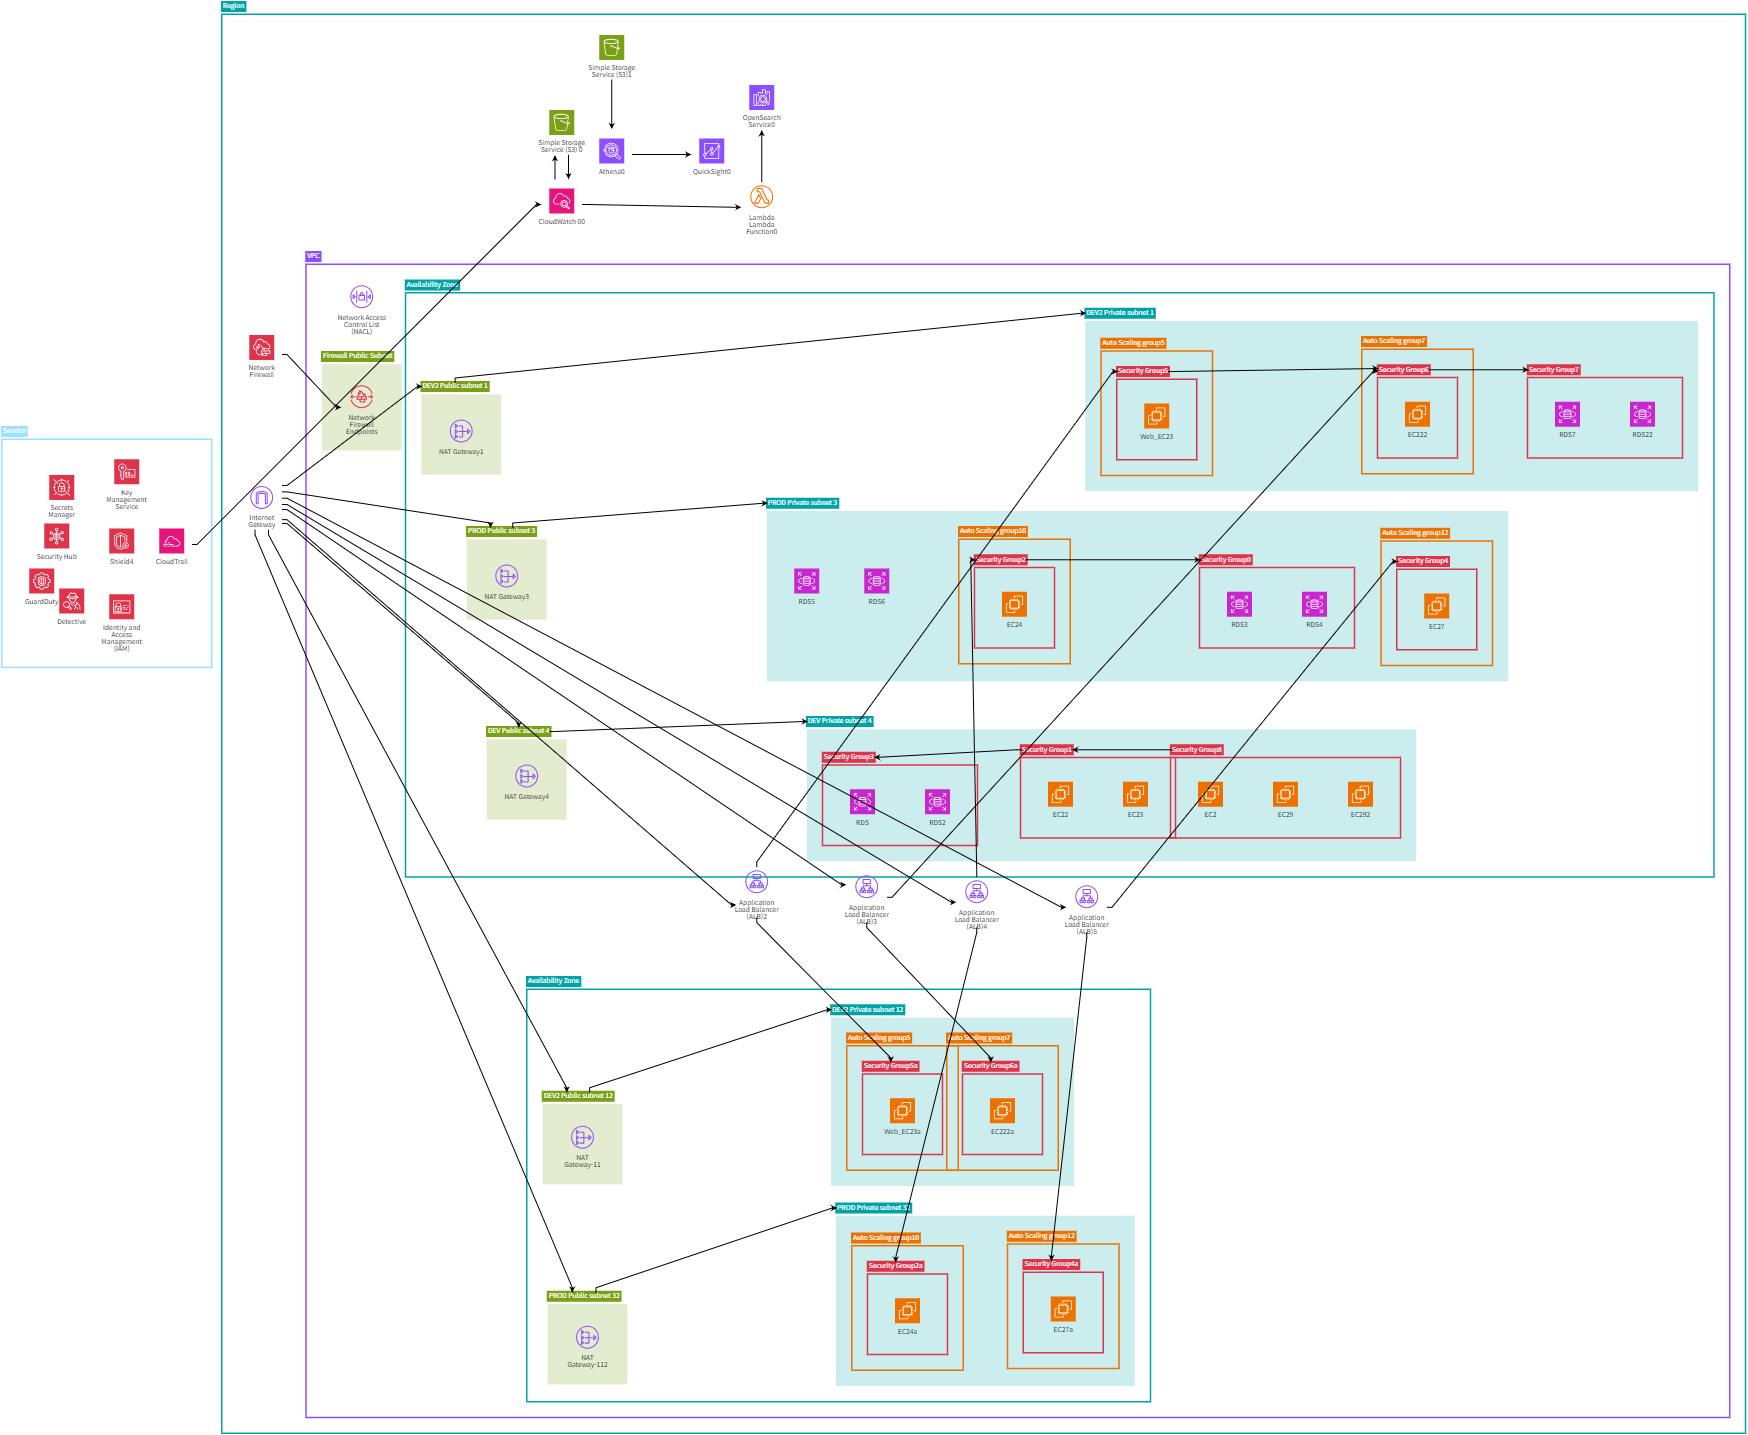 Region
Simple Storage
Service (S3)1
OpenSearch
Service0
Simple Storage
Service (S3) 0
Athena0
QuickSight0
CloudWatch 00
Lambda
Lambda
Function0
VPC
Network Access
Control List
(NACL)
Availability Zone
Network
Firewall
Firewall Public Subnet
Network
Firewall
Endpoints
DEV2 Public subnet 1
NAT Gateway1
DEV2 Private subnet 1
Auto Scaling group5
Security Group5
Web_EC23
Auto Scaling group7
Security Group6
EC222
Security Group7
RDS7
RDS22
Service
Key
Management
Service
Secrets
Manager
Security Hub
Shield4
CloudTrail
GuardDuty
Detective
Identity and
Access
Management
(IAM)
Internet
Gateway
PROD Public subnet 3
NAT Gateway3
PROD Private subnet 3
RDS5
RDS6
Auto Scaling group10
Security Group2
EC24
Security Group0
RDS3
RDS4
Auto Scaling group12
Security Group4
EC27
DEV Public subnet 4
NAT Gateway4
DEV Private subnet 4
Security Group3
RDS
RDS2
Security Group1
EC22
EC23
Security Group8
EC2
EC29
EC292
Application
Load Balancer
(ALB)2
Application
Load Balancer
(ALB)3
Application
Load Balancer
(ALB)4
Application
Load Balancer
(ALB)5
Availability Zone
DEV2 Private subnet 12
Auto Scaling group5
Auto Scaling group7
Security Group5a
Security Group6a
Web_EC23a
EC222a
DEV2 Public subnet 12
NAT
Gateway-11
PROD Private subnet 32
Auto Scaling group10
Auto Scaling group12
Security Group2a
Security Group4a
EC24a
EC27a
PROD Public subnet 32
NAT
Gateway-112